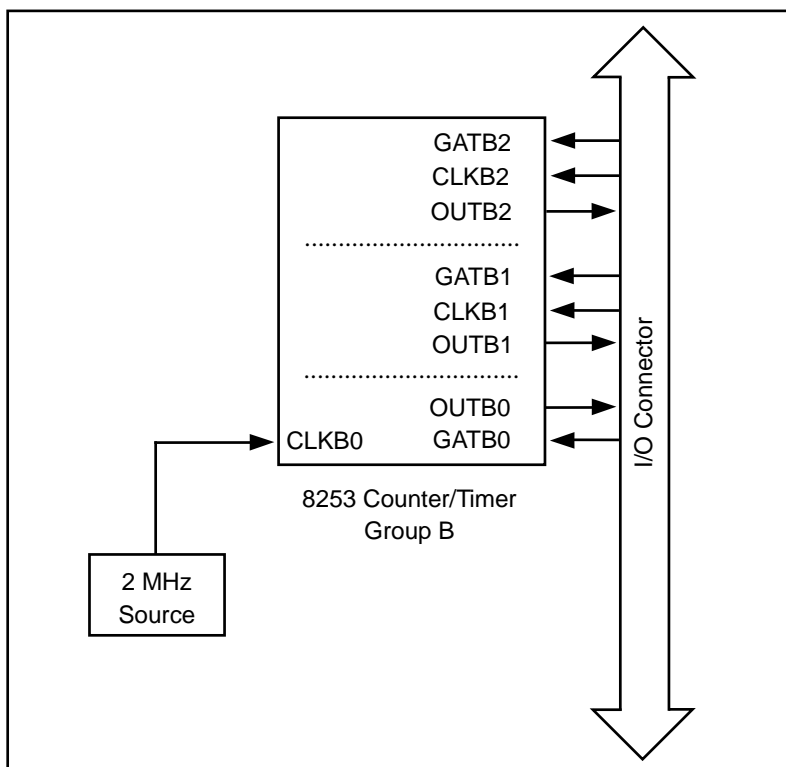 GATB2
CLKB2
OUTB2
GATB1
CLKB1
OUTB1
OUTB0
CLKB0 GATB0
8253 Counter/Timer
Group B
2 MHz
Source
I/O Connector